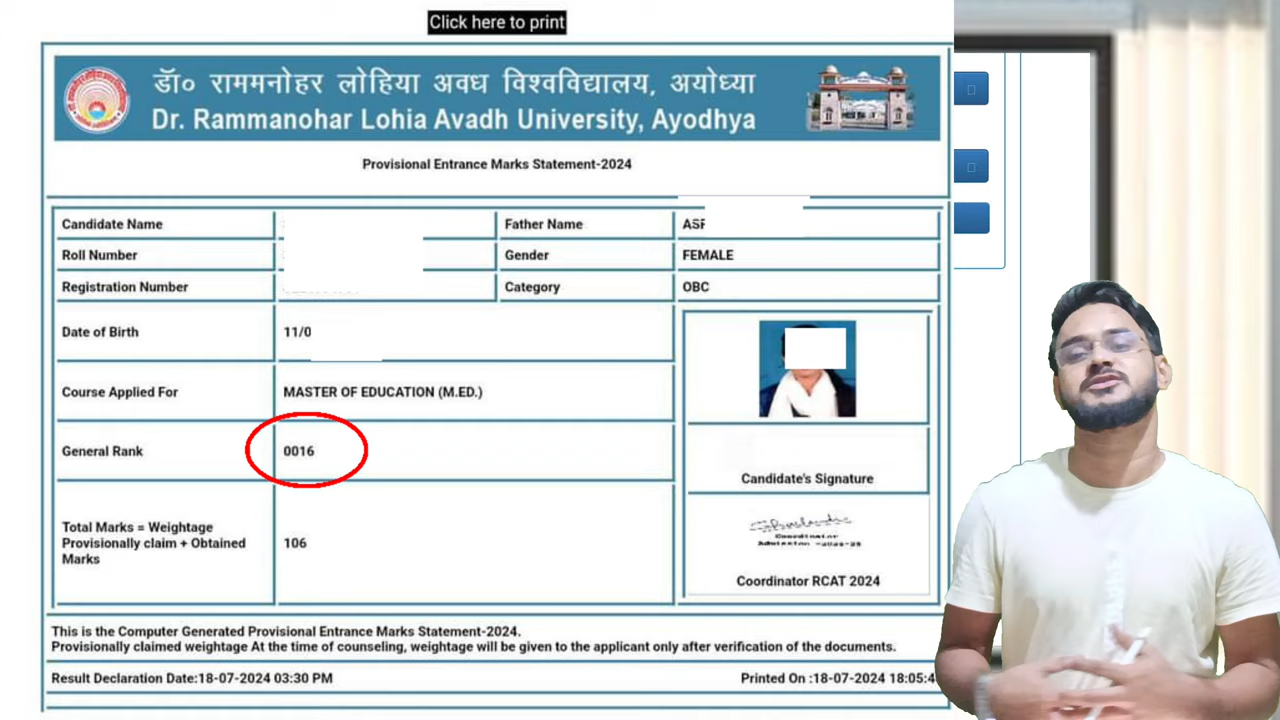 Click here to print
डॉ० राममनोहर लोहिया अवध विश्वविद्यालय, अयोध्या
Dr. Rammanohar Lohia Avadh University, Ayodhya
Provisional Entrance Marks Statement-2024
Candidate Name
Father Name ASF
Roll Number
Gender FEMALE
Registration Number
Category OBC
Date of Birth 11/0
Course Applied For MASTER OF EDUCATION (M.ED.)
General Rank 0016
Candidate's Signature
Total Marks = Weightage
Provisionally claim + Obtained
Marks
106
Coordinator
Coordinator RCAT 2024
This is the Computer Generated Provisional Entrance Marks Statement-2024.
Provisionally claimed weightage At the time of counseling, weightage will be given to the applicant only after verification of the documents.
Result Declaration Date:18-07-2024 03:30 PM
Printed On :18-07-2024 18:05:4